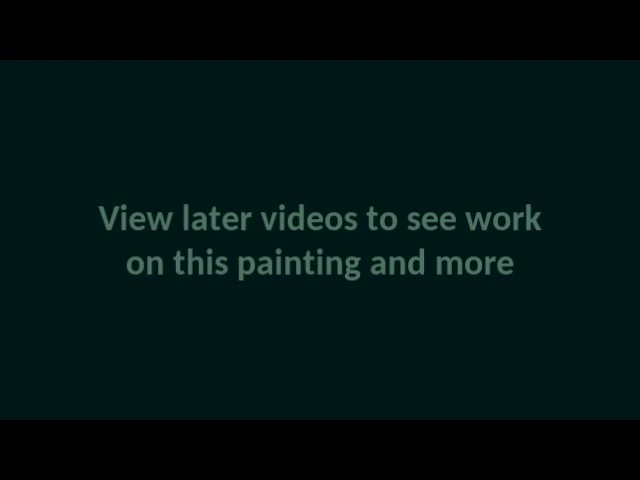 View later videos to see work
on this painting and more